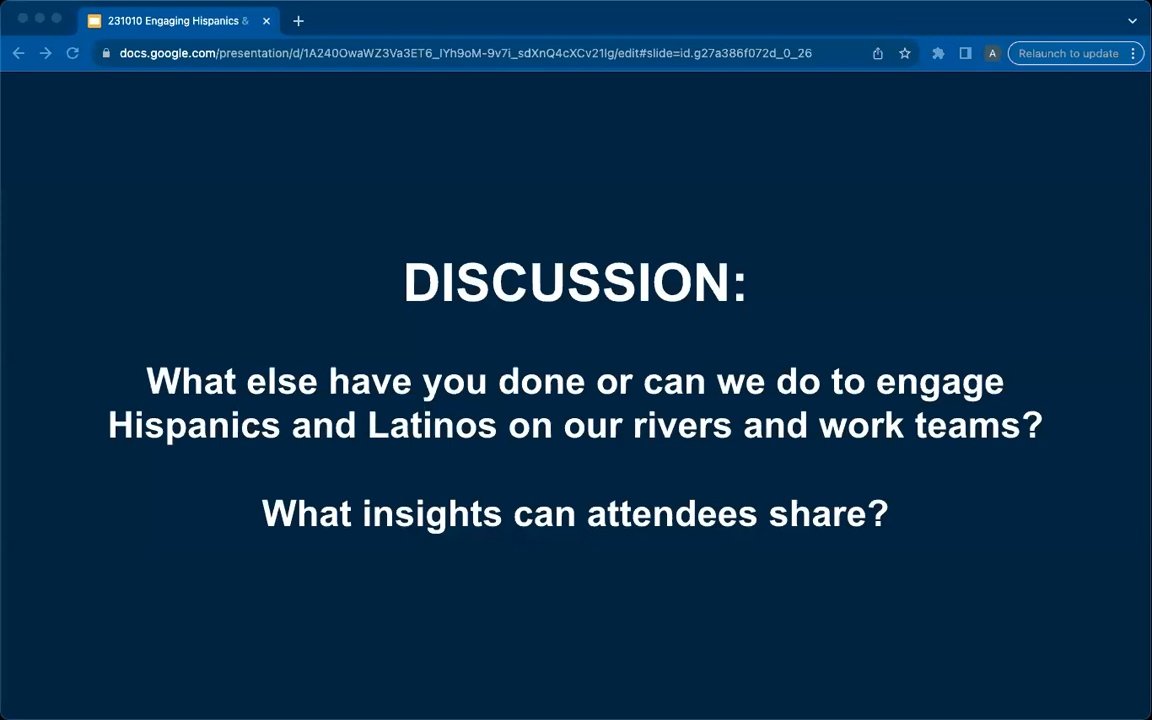 231010 Engaging Hispanics &
docs.google.com/presentation/d/1A240OwaWZ3Va3ET6_lYh9oM-9v7i_sdXnQ4cXCv21lg/edit#slide=id.g27a386f072d_0_26
A
Relaunch to update
DISCUSSION:
What else have you done or can we do to engage
Hispanics and Latinos on our rivers and work teams?
What insights can attendees share?